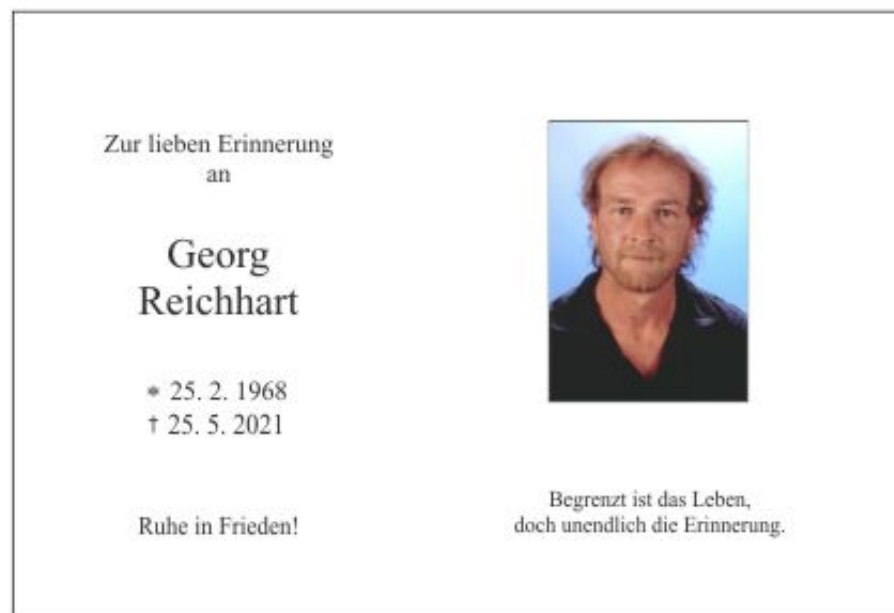 Zur lieben Erinnerung
an
Georg
Reichhart
* 25. 2. 1968
† 25. 5. 2021
Ruhe in Frieden!
Begrenzt ist das Leben,
doch unendlich die Erinnerung.